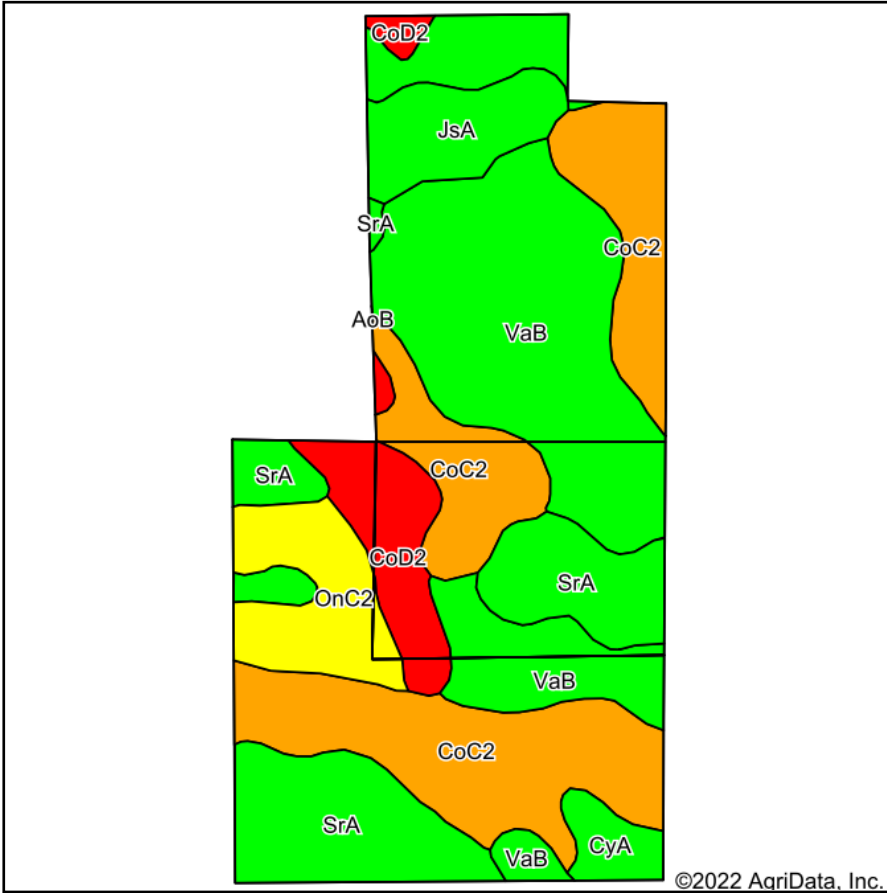 CoD2
JsA
SrA
CoC2
AoB
VaB
CoC2
SrA
CoD2
SrA
OnC2
VaB
CoC2
SrA
CyA
VaB
©2022 AgriData, Inc.